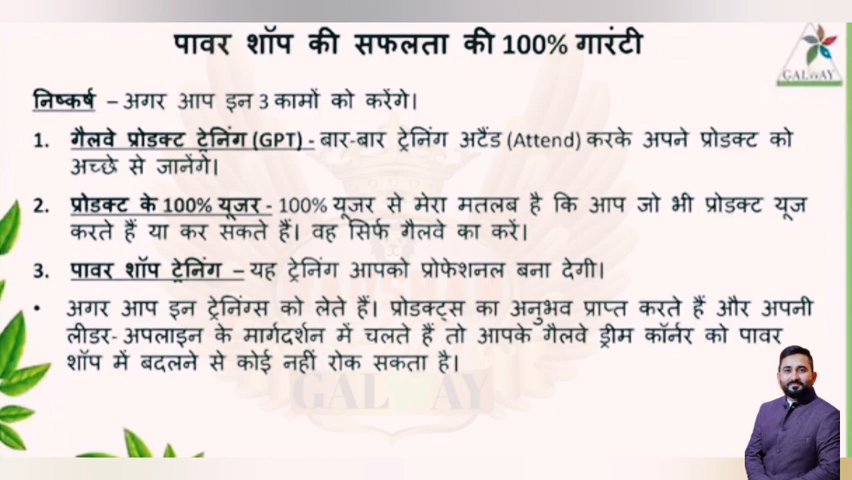 पावर शॉप की सफलता की 100% गारंटी
GALWAY
निष्कर्ष – अगर आप इन 3 कामों को करेंगे।
1. गैलवे प्रोडक्ट ट्रेनिंग (GPT) - बार-बार ट्रेनिंग अटैंड (Attend) करके अपने प्रोडक्ट को
अच्छे से जानेंगे।
2. प्रोडक्ट के 100% यूजर - 100% यूजर से मेरा मतलब है कि आप जो भी प्रोडक्ट यूज
करते हैं या कर सकते हैं। वह सिर्फ गैलवे का करें।
3. पावर शॉप ट्रेनिंग – यह ट्रेनिंग आपको प्रोफेशनल बना देगी।
• अगर आप इन ट्रेनिंग्स को लेते हैं। प्रोडक्ट्स का अनुभव प्राप्त करते हैं और अपनी
लीडर- अपलाइन के मार्गदर्शन में चलते हैं तो आपके गैलवे ड्रीम कॉर्नर को पावर
शॉप में बदलने से कोई नहीं रोक सकता है।
GALWAY